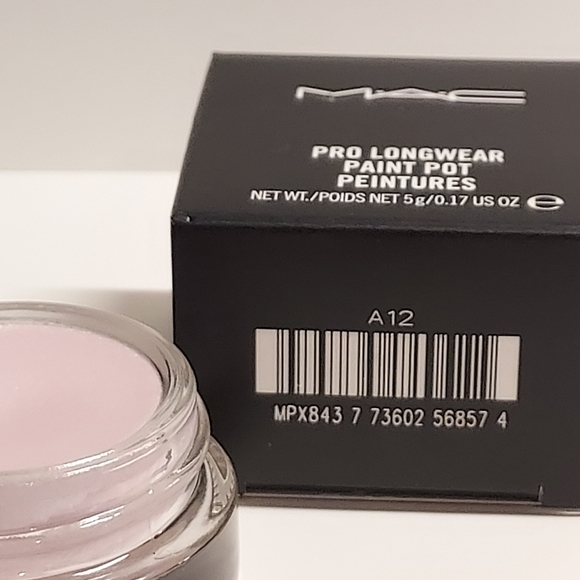 MAC
PRO LONGWEAR
PAINT POT
PEINTURES
NET WT./POIDS NET 5g/0.17 US OZ ℮
A12
MPX843 7 73602 56857 4